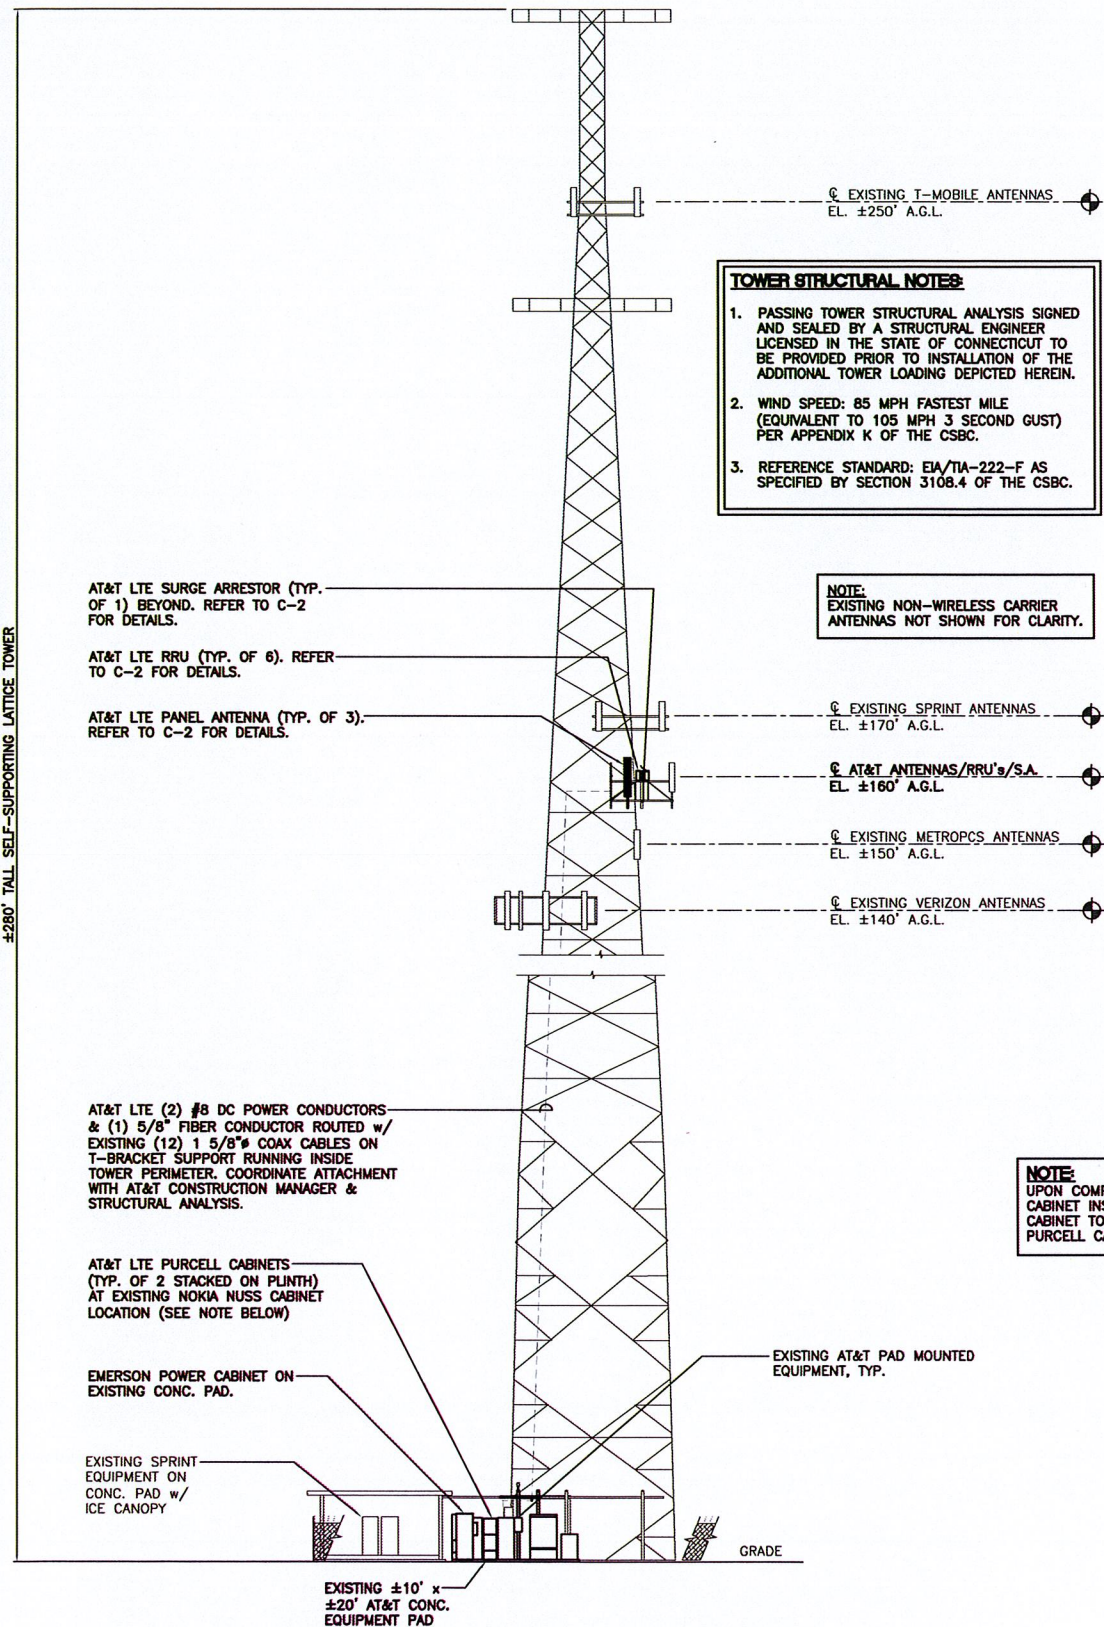 ℄ EXISTING T-MOBILE ANTENNAS
EL. ±250' A.G.L.
TOWER STRUCTURAL NOTES:
1. PASSING TOWER STRUCTURAL ANALYSIS SIGNED
AND SEALED BY A STRUCTURAL ENGINEER
LICENSED IN THE STATE OF CONNECTICUT TO
BE PROVIDED PRIOR TO INSTALLATION OF THE
ADDITIONAL TOWER LOADING DEPICTED HEREIN.
2. WIND SPEED: 85 MPH FASTEST MILE
(EQUIVALENT TO 105 MPH 3 SECOND GUST)
PER APPENDIX K OF THE CSBC.
3. REFERENCE STANDARD: EIA/TIA-222-F AS
SPECIFIED BY SECTION 3108.4 OF THE CSBC.
NOTE:
EXISTING NON-WIRELESS CARRIER
ANTENNAS NOT SHOWN FOR CLARITY.
±280' TALL SELF-SUPPORTING LATTICE TOWER
AT&T LTE SURGE ARRESTOR (TYP.
OF 1) BEYOND. REFER TO C-2
FOR DETAILS.
AT&T LTE RRU (TYP. OF 6). REFER
TO C-2 FOR DETAILS.
AT&T LTE PANEL ANTENNA (TYP. OF 3).
REFER TO C-2 FOR DETAILS.
℄ EXISTING SPRINT ANTENNAS
EL. ±170' A.G.L.
℄ AT&T ANTENNAS/RRU's/S.A.
EL. ±160' A.G.L.
℄ EXISTING METROPCS ANTENNAS
EL. ±150' A.G.L.
℄ EXISTING VERIZON ANTENNAS
EL. ±140' A.G.L.
AT&T LTE (2) #8 DC POWER CONDUCTORS
& (1) 5/8" FIBER CONDUCTOR ROUTED w/
EXISTING (12) 1 5/8"ø COAX CABLES ON
T-BRACKET SUPPORT RUNNING INSIDE
TOWER PERIMETER. COORDINATE ATTACHMENT
WITH AT&T CONSTRUCTION MANAGER &
STRUCTURAL ANALYSIS.
NOTE:
UPON COMP
CABINET INS
CABINET TO
PURCELL CA
AT&T LTE PURCELL CABINETS
(TYP. OF 2 STACKED ON PLINTH)
AT EXISTING NOKIA NUSS CABINET
LOCATION (SEE NOTE BELOW)
EXISTING AT&T PAD MOUNTED
EQUIPMENT, TYP.
EMERSON POWER CABINET ON
EXISTING CONC. PAD.
EXISTING SPRINT
EQUIPMENT ON
CONC. PAD w/
ICE CANOPY
GRADE
EXISTING ±10' x
±20' AT&T CONC.
EQUIPMENT PAD